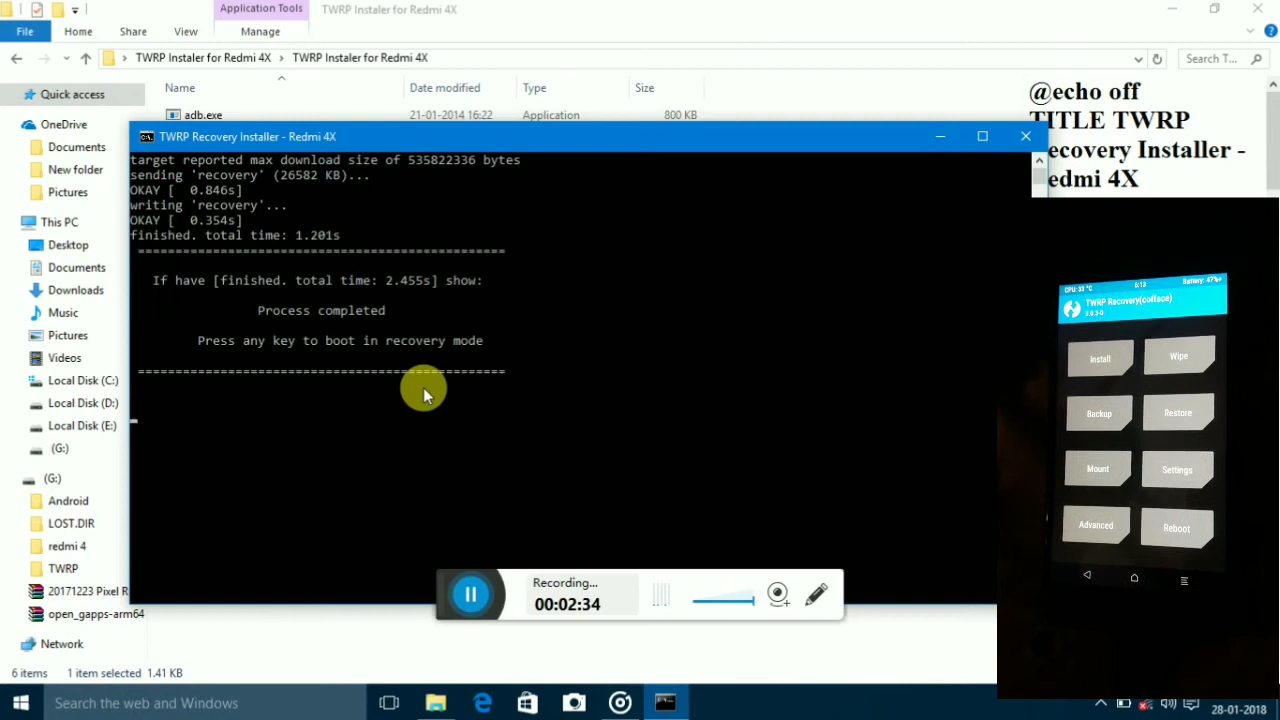 Application Tools
TWRP Instaler for Redmi 4X
File
Home
Share
View
Manage
TWRP Instaler for Redmi 4X
TWRP Instaler for Redmi 4X
Search T...
Quick access
OneDrive
Documents
New folder
Pictures
This PC
Desktop
Documents
Downloads
Music
Pictures
Videos
Local Disk (C:)
Local Disk (D:)
Local Disk (E:)
(G:)
(G:)
Android
LOST.DIR
redmi 4
TWRP
20171223 Pixel R
open_gapps-arm64
Network
Name
Date modified
Type
Size
adb.exe
21-01-2014 16:22
Application
800 KB
@echo off
TITLE TWRP
ecovery Installer -
edmi 4X
TWRP Recovery Installer - Redmi 4X
target reported max download size of 535822336 bytes
sending 'recovery' (26582 KB)...
OKAY [ 0.846s]
writing 'recovery'...
OKAY [ 0.354s]
finished. total time: 1.201s
=================================================
If have [finished. total time: 2.455s] show:
Process completed
Press any key to boot in recovery mode
=================================================
CPU: 33 °C
Battery: 47%+
TWRP Recovery(cofface)
Install
Wipe
Backup
Restore
Mount
Settings
Advanced
Reboot
Recording...
00:02:34
6 items
1 item selected 1.41 KB
Search the web and Windows
28-01-2018